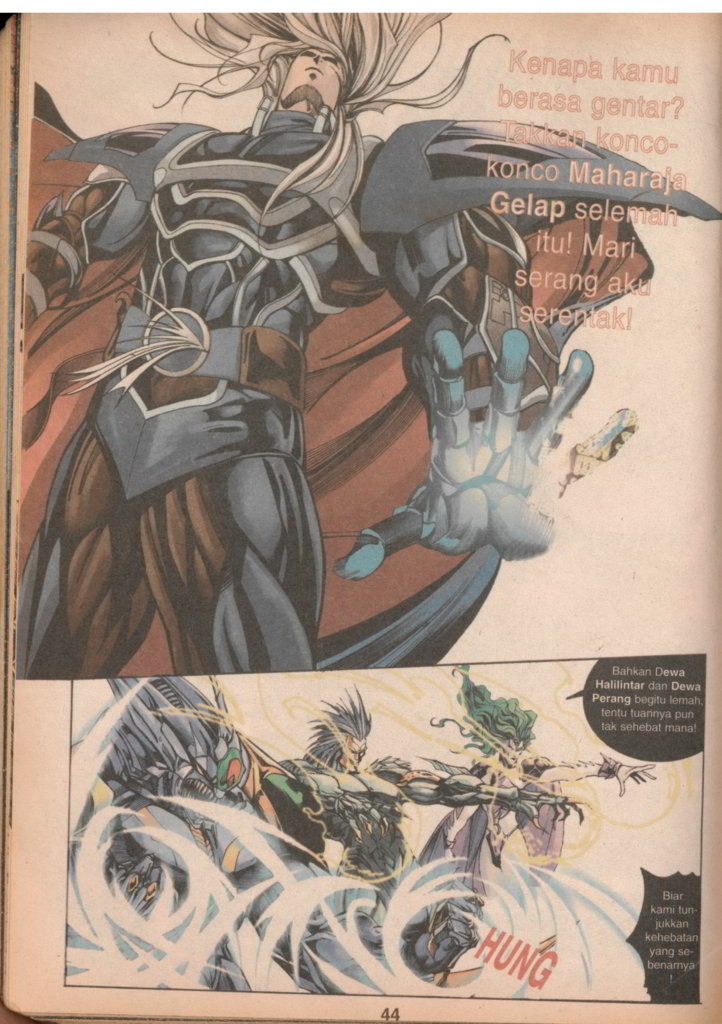 Kenapa kamu
berasa gentar?
Takkan konco-
konco Maharaja
Gelap selemah
itu! Mari
serang aku
serentak!
Bahkan Dewa
Halilintar dan Dewa
Perang begitu lemah,
tentu tuannya pun
tak sehebat mana!
Biar
kami tun-
jukkan
kehebatan
yang se-
benarnya
!
HUNG
44